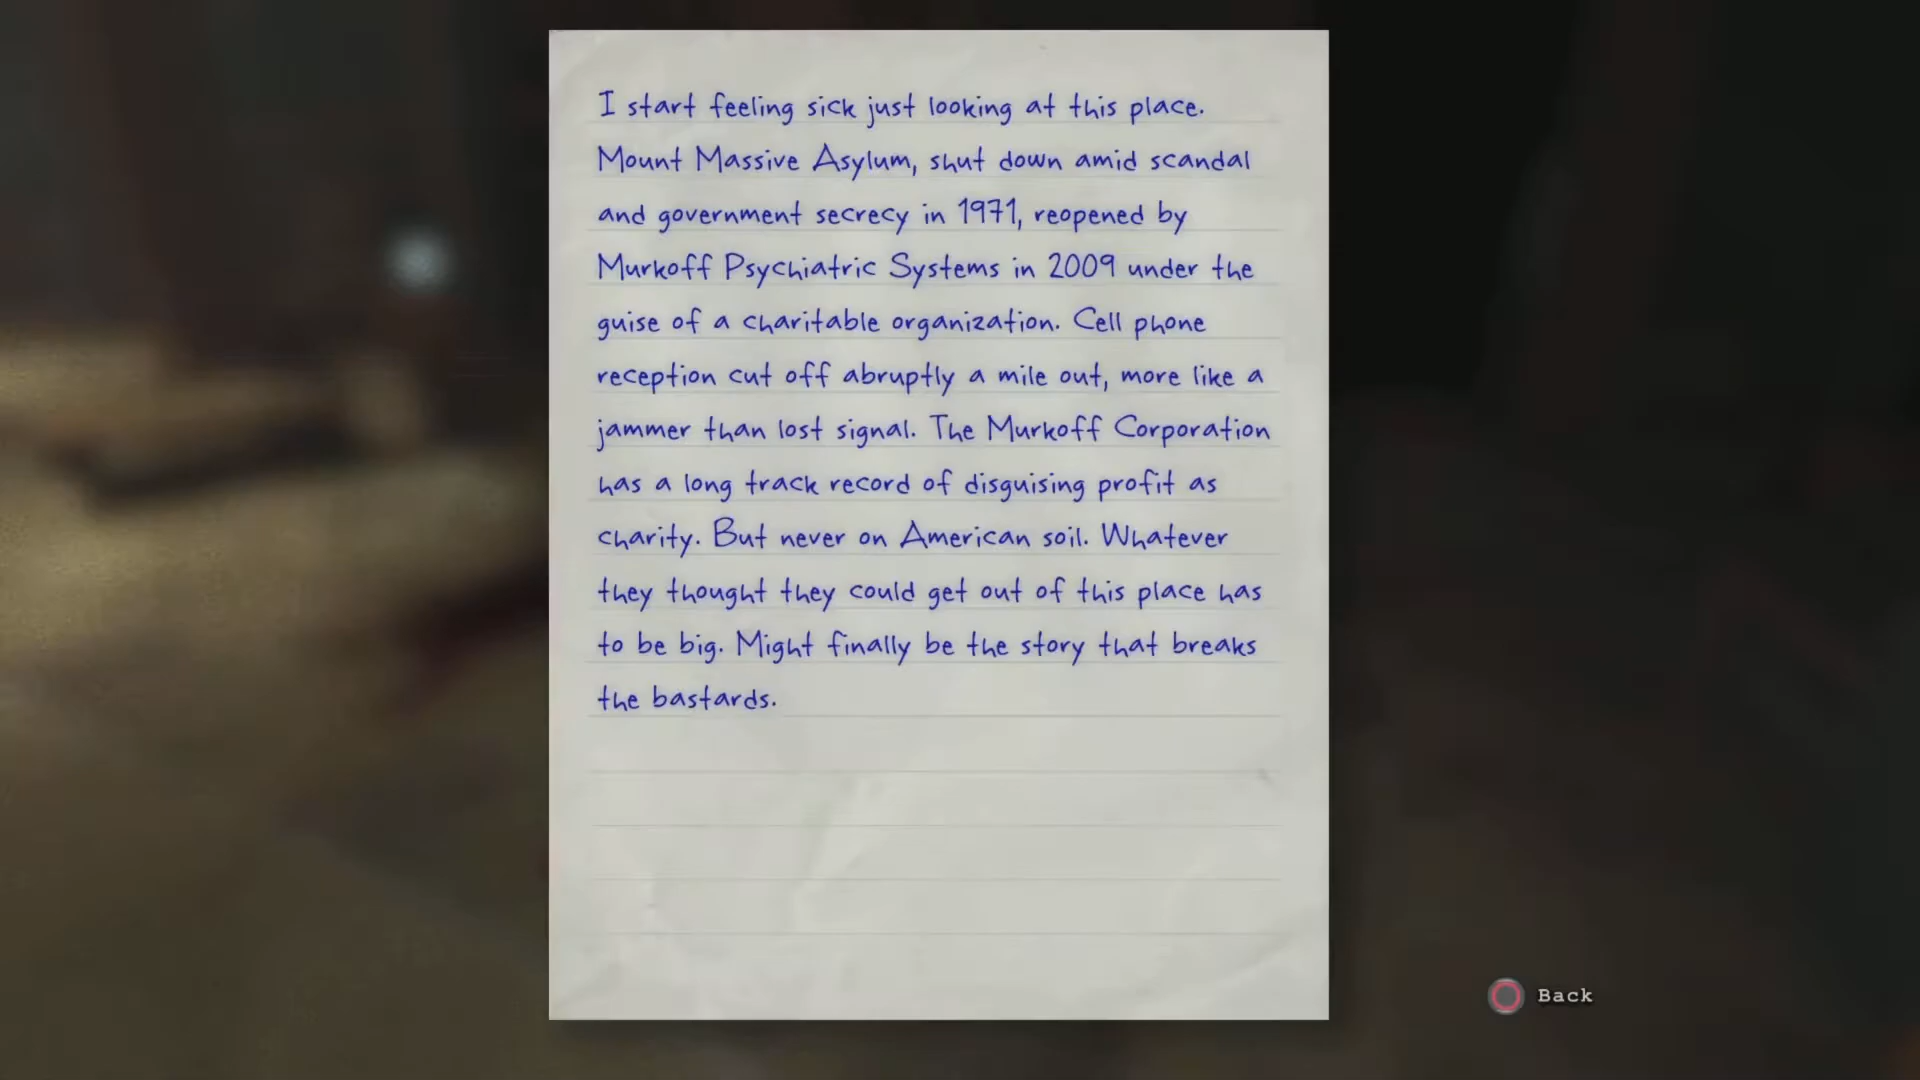 I start feeling sick just looking at this place.
Mount Massive Asylum, shut down amid scandal
and government secrecy in 1971, reopened by
Murkoff Psychiatric Systems in 2009 under the
guise of a charitable organization. Cell phone
reception cut off abruptly a mile out, more like a
jammer than lost signal. The Murkoff Corporation
has a long track record of disguising profit as
charity. But never on American soil. Whatever
they thought they could get out of this place has
to be big. Might finally be the story that breaks
the bastards.
Back